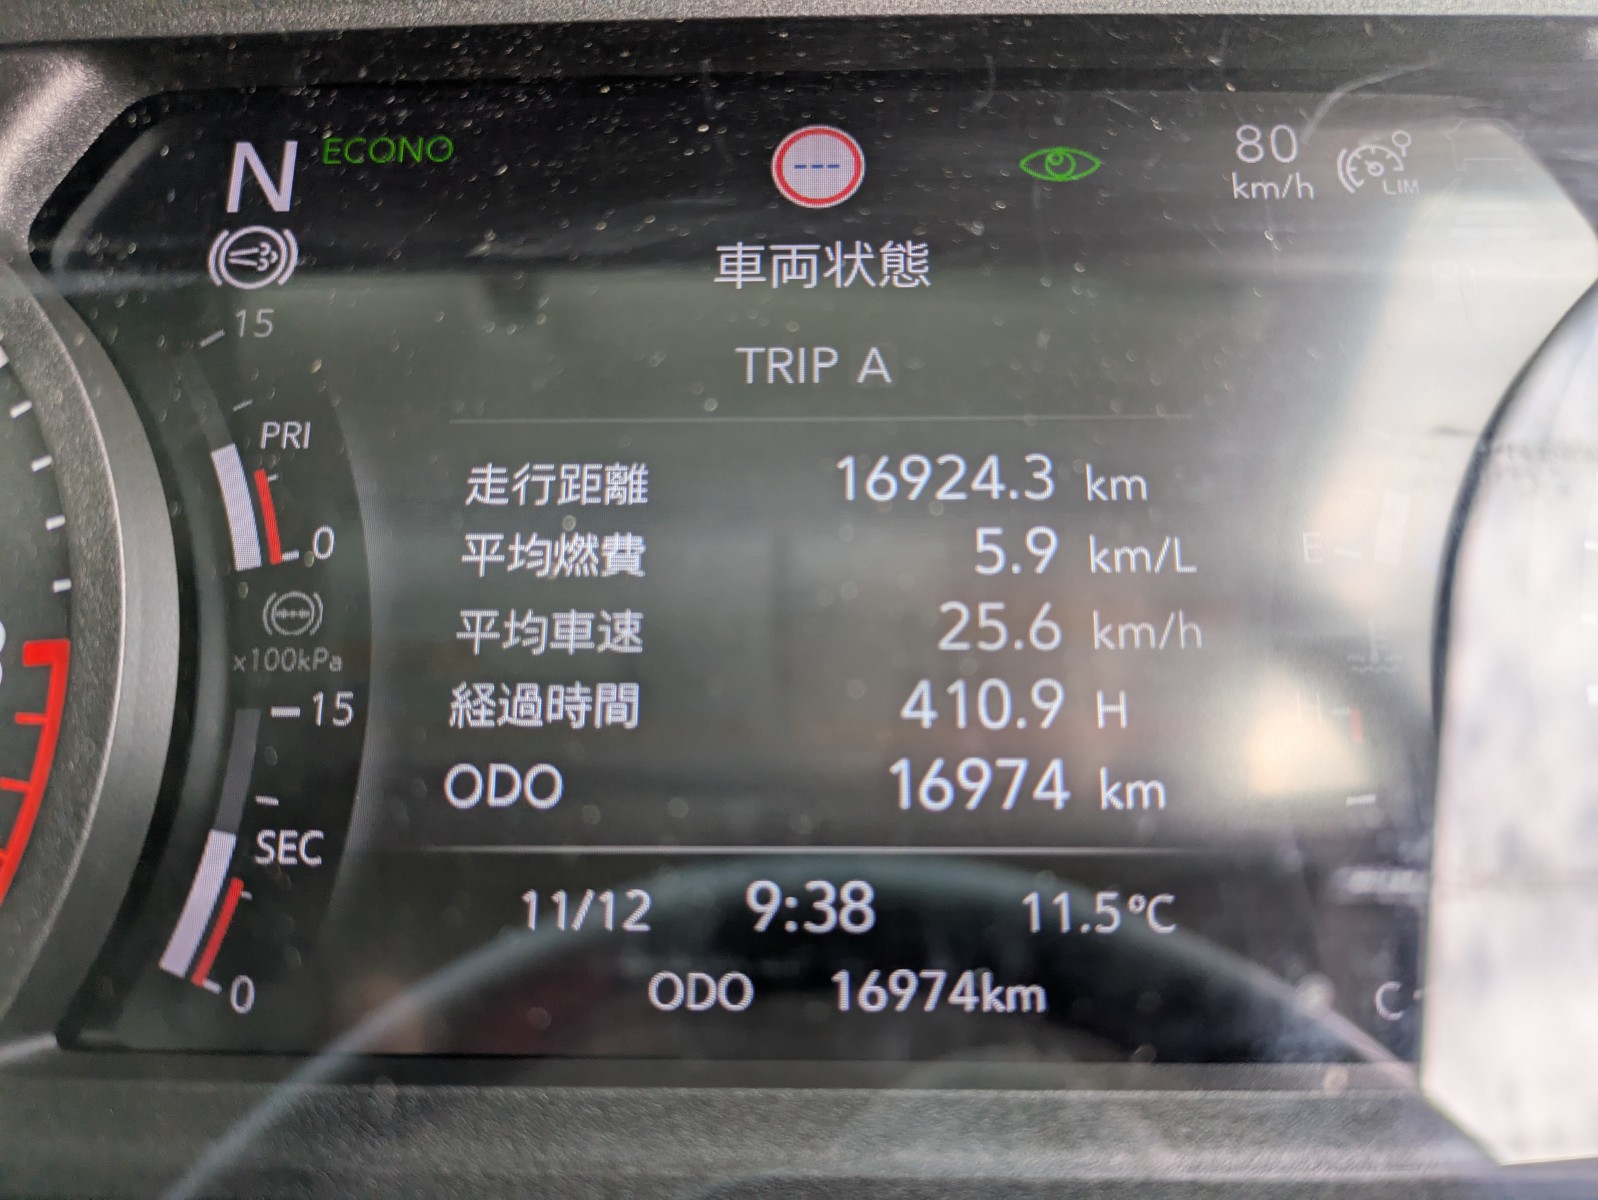 N ECONO --- 80 km/h LIM
車両状態
15
TRIP A
PRI
走行距離 16924.3 km
0
平均燃費 5.9 km/L
E
平均車速 25.6 km/h
x100kPa
経過時間 410.9 H
15
ODO 16974 km
SEC
11/12 9:38 11.5°C
0
ODO 16974km
C